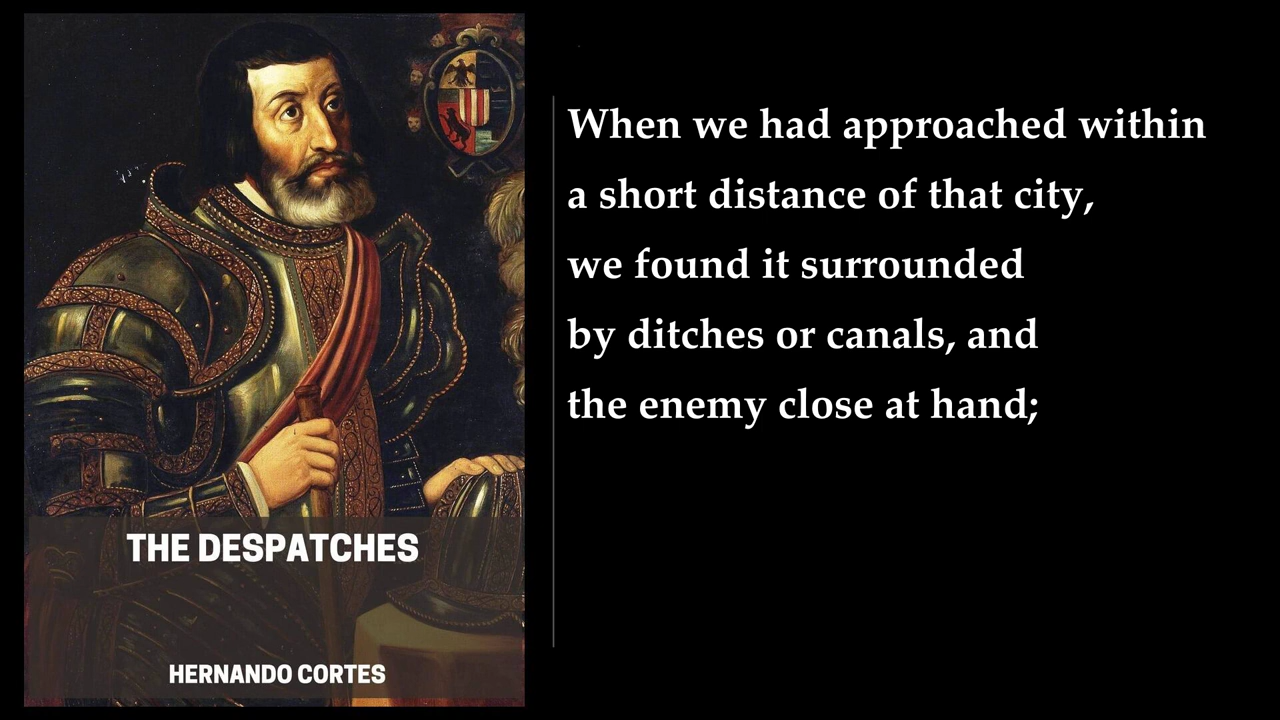 THE DESPATCHES
HERNANDO CORTES
When we had approached within
a short distance of that city,
we found it surrounded
by ditches or canals, and
the enemy close at hand;